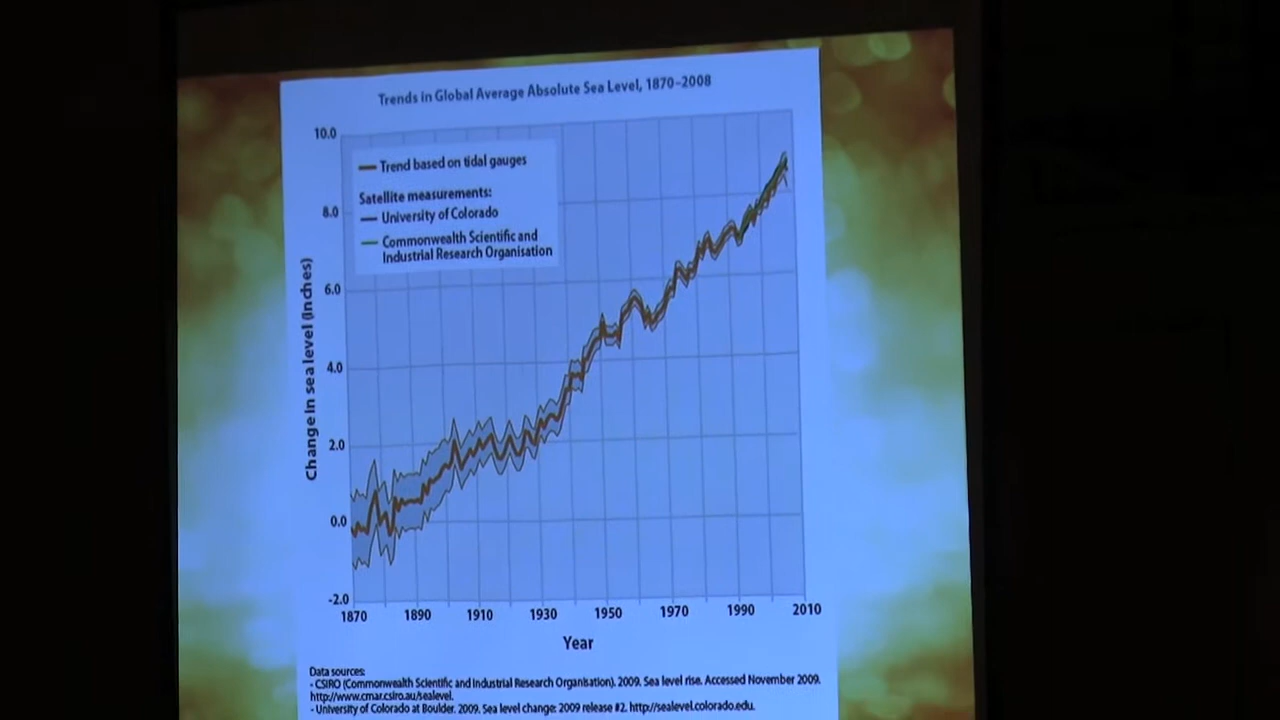 Trends in Global Average Absolute Sea Level, 1870–2008
10.0
Trend based on tidal gauges
Satellite measurements:
University of Colorado
Commonwealth Scientific and
Industrial Research Organisation
8.0
6.0
4.0
2.0
0.0
-2.0
Change in sea level (inches)
1870 1890 1910 1930 1950 1970 1990 2010
Year
Data sources:
- CSIRO (Commonwealth Scientific and Industrial Research Organisation). 2009. Sea level rise. Accessed November 2009.
http://www.cmar.csiro.au/sealevel.
- University of Colorado at Boulder. 2009. Sea level change: 2009 release #2. http://sealevel.colorado.edu.